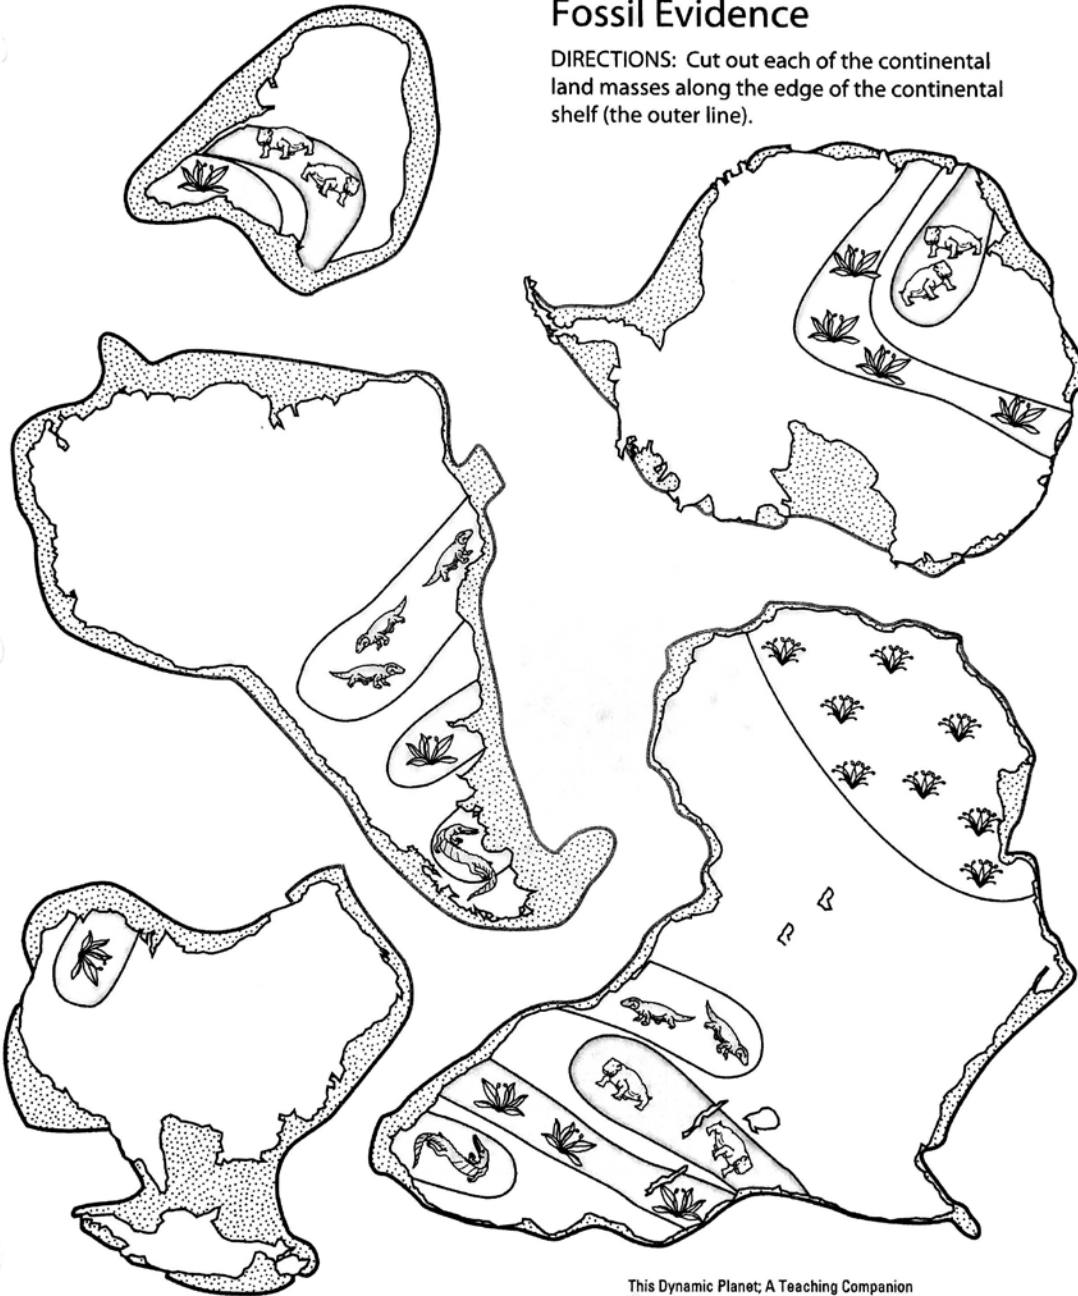 Fossil Evidence
DIRECTIONS: Cut out each of the continental
land masses along the edge of the continental
shelf (the outer line).
This Dynamic Planet; A Teaching Companion